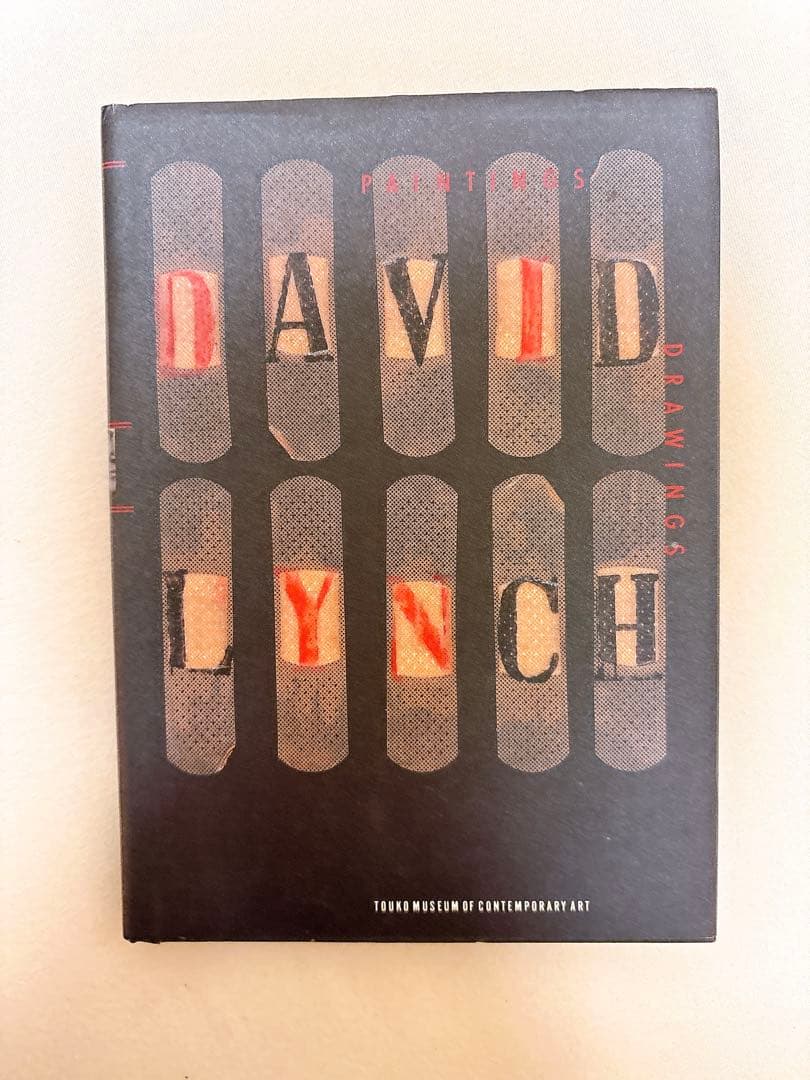 PAINTINGS
DAVID
DRAWINGS
LYNCH
TOUKO MUSEUM OF CONTEMPORARY ART